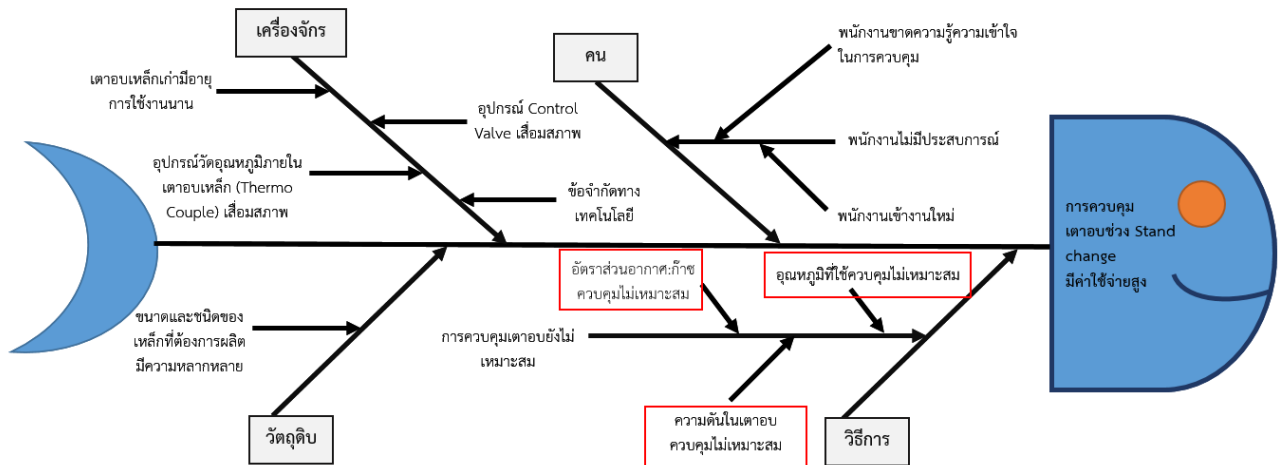 เครื่องจักร
เตาอบเหล็กเก่ามีอายุ
การใช้งานนาน
อุปกรณ์ Control
Valve เสื่อมสภาพ
อุปกรณ์วัดอุณหภูมิภายใน
เตาอบเหล็ก (Thermo
Couple) เสื่อมสภาพ
ข้อจำกัดทาง
เทคโนโลยี
คน
พนักงานขาดความรู้ความเข้าใจ
ในการควบคุม
พนักงานไม่มีประสบการณ์
พนักงานเข้างานใหม่
การควบคุม
เตาอบช่วง Stand
change
มีค่าใช้จ่ายสูง
อัตราส่วนอากาศ:ก๊าซ
ควบคุมไม่เหมาะสม
อุณหภูมิที่ใช้ควบคุมไม่เหมาะสม
ขนาดและชนิดของ
เหล็กที่ต้องการผลิต
มีความหลากหลาย
การควบคุมเตาอบยังไม่
เหมาะสม
ความดันในเตาอบ
ควบคุมไม่เหมาะสม
วัตถุดิบ
วิธีการ